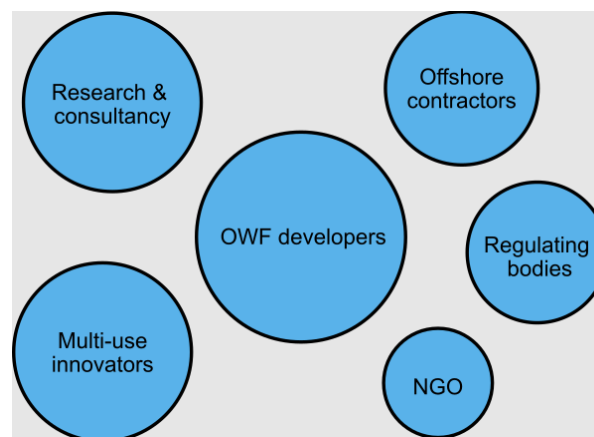 Research &
consultancy
Offshore
contractors
OWF developers
Regulating
bodies
Multi-use
innovators
NGO